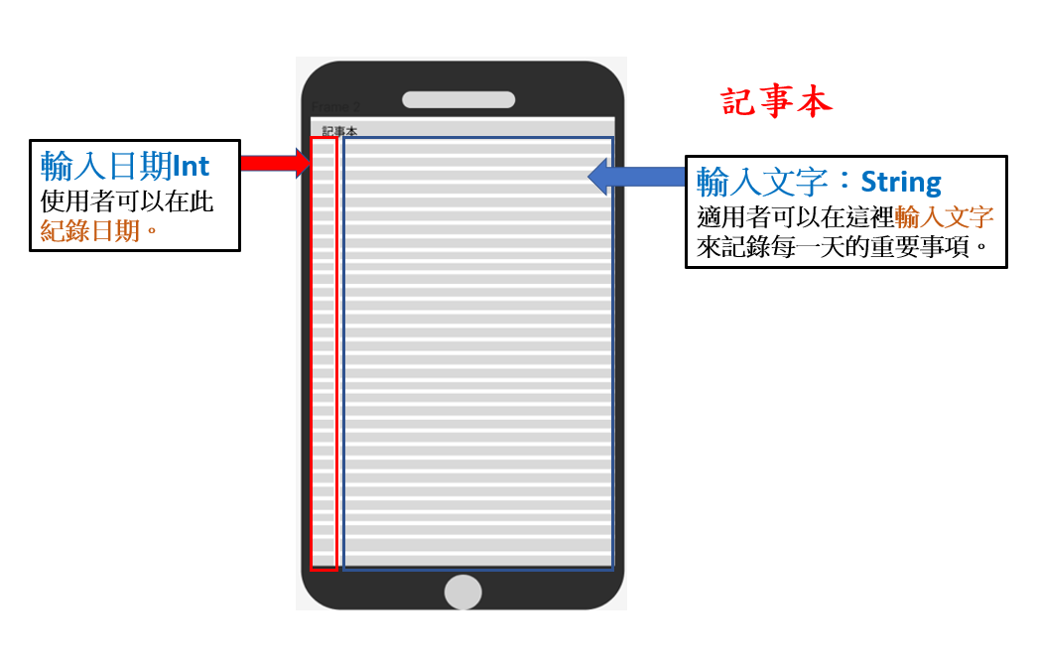 記事本
Frame 2
記事本
輸入日期Int
使用者可以在此
紀錄日期。
輸入文字：String
適用者可以在這裡輸入文字
來記錄每一天的重要事項。